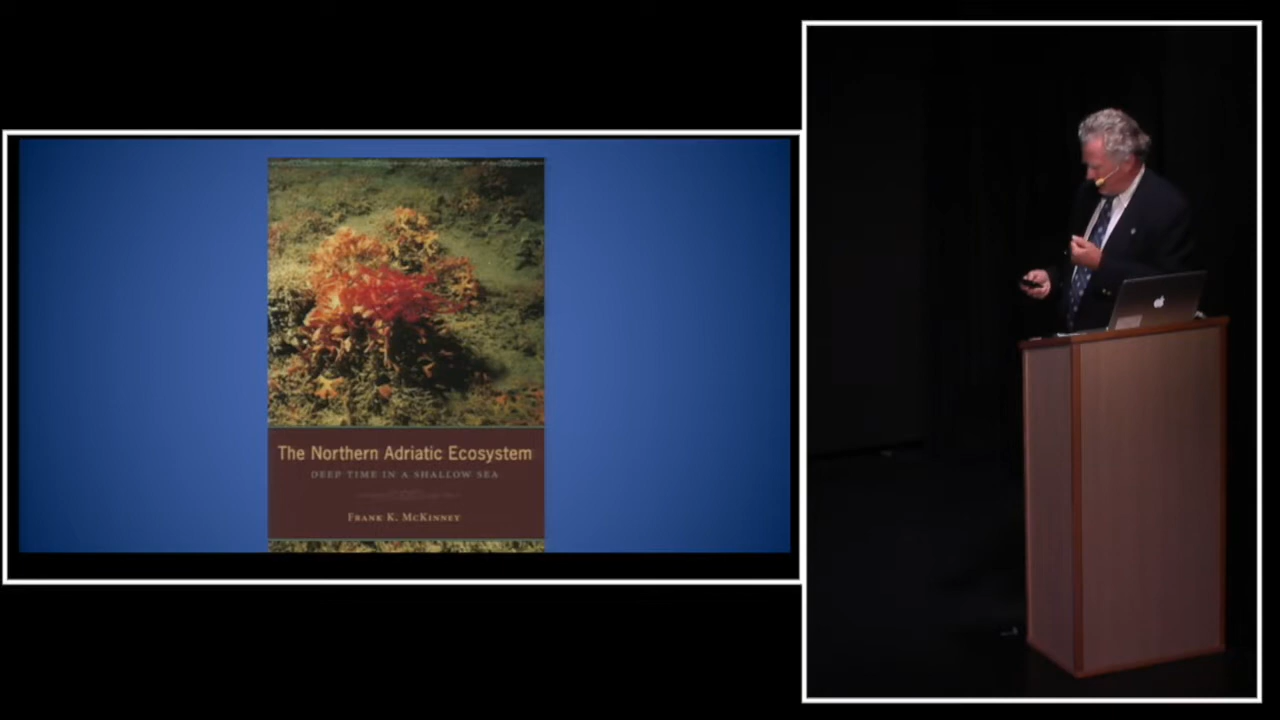 The Northern Adriatic Ecosystem
DEEP TIME IN A SHALLOW SEA
FRANK K. MCKINNEY